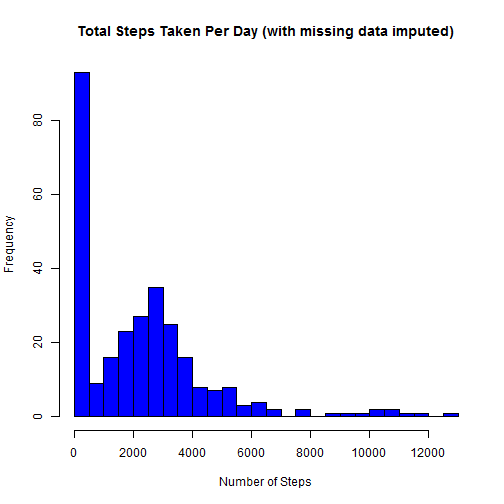 Total Steps Taken Per Day (with missing data imputed)
80
60
40
20
0
Frequency
0 2000 4000 6000 8000 10000 12000
Number of Steps